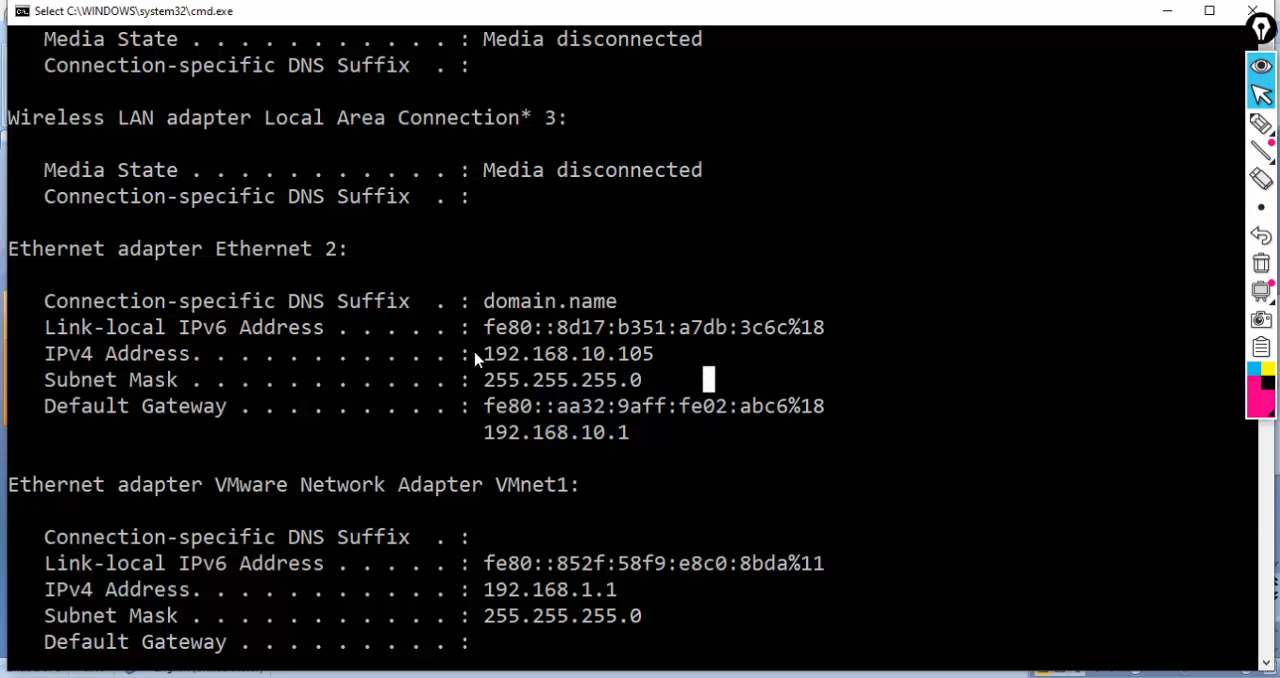 Select C:\WINDOWS\system32\cmd.exe
Media State . . . . . . . . . . . : Media disconnected
Connection-specific DNS Suffix  . :
Wireless LAN adapter Local Area Connection* 3:
Media State . . . . . . . . . . . : Media disconnected
Connection-specific DNS Suffix  . :
Ethernet adapter Ethernet 2:
Connection-specific DNS Suffix  . : domain.name
Link-local IPv6 Address . . . . . : fe80::8d17:b351:a7db:3c6c%18
IPv4 Address. . . . . . . . . . . : 192.168.10.105
Subnet Mask . . . . . . . . . . . : 255.255.255.0
Default Gateway . . . . . . . . . : fe80::aa32:9aff:fe02:abc6%18
192.168.10.1
Ethernet adapter VMware Network Adapter VMnet1:
Connection-specific DNS Suffix  . :
Link-local IPv6 Address . . . . . : fe80::852f:58f9:e8c0:8bda%11
IPv4 Address. . . . . . . . . . . : 192.168.1.1
Subnet Mask . . . . . . . . . . . : 255.255.255.0
Default Gateway . . . . . . . . . :